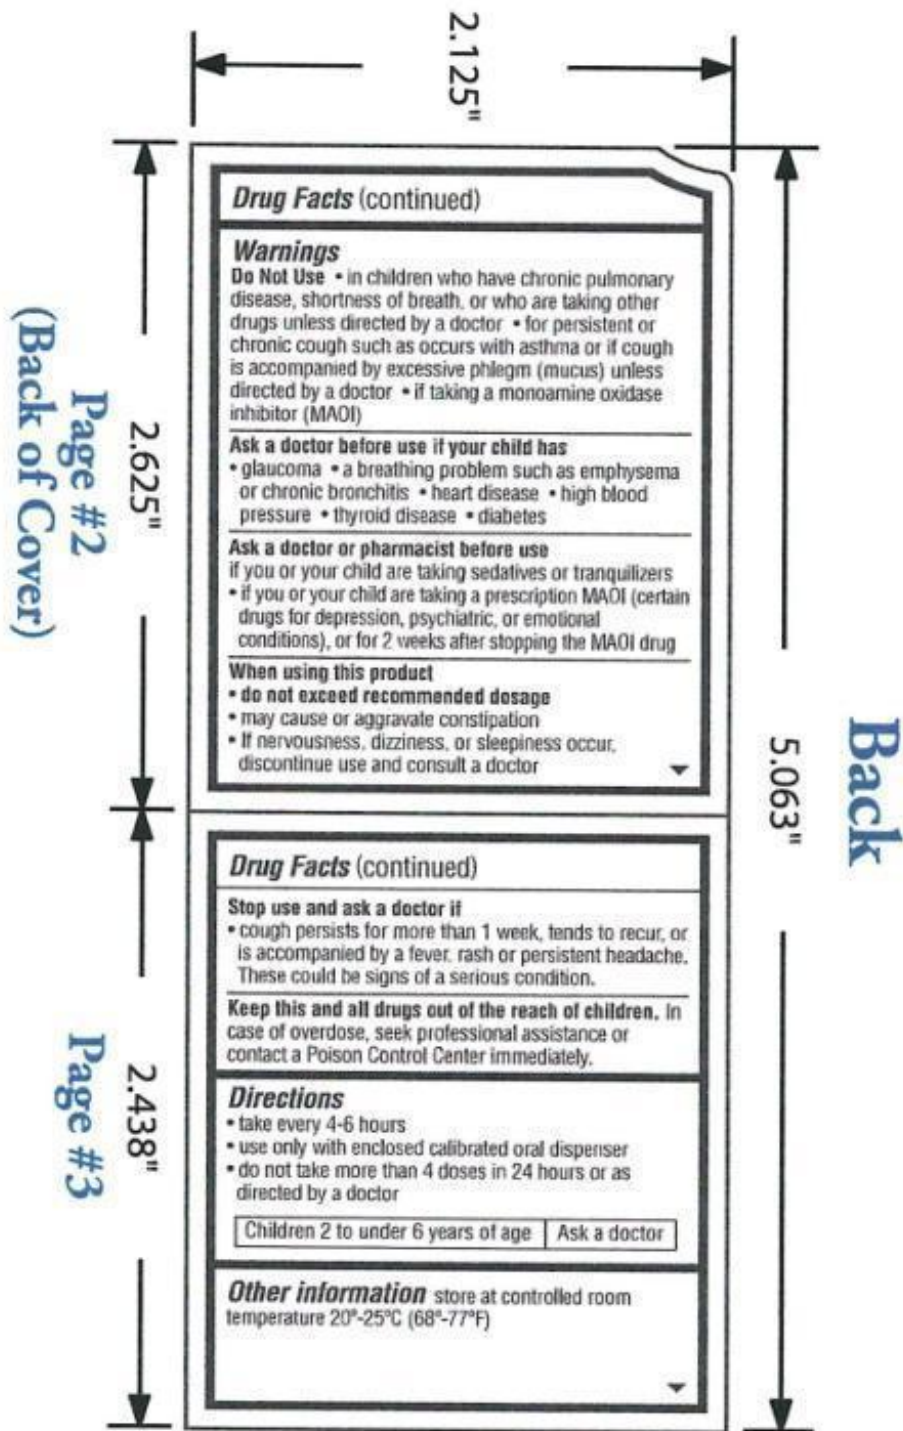 2.125"
Back
5.063"
Page #2
(Back of Cover)
2.625"
Drug Facts (continued)
Warnings
Do Not Use • in children who have chronic pulmonary
disease, shortness of breath, or who are taking other
drugs unless directed by a doctor • for persistent or
chronic cough such as occurs with asthma or if cough
is accompanied by excessive phlegm (mucus) unless
directed by a doctor • if taking a monoamine oxidase
inhibitor (MAOI)
Ask a doctor before use if your child has
• glaucoma • a breathing problem such as emphysema
or chronic bronchitis • heart disease • high blood
pressure • thyroid disease • diabetes
Ask a doctor or pharmacist before use
if you or your child are taking sedatives or tranquilizers
• if you or your child are taking a prescription MAOI (certain
drugs for depression, psychiatric, or emotional
conditions), or for 2 weeks after stopping the MAOI drug
When using this product
• do not exceed recommended dosage
• may cause or aggravate constipation
• If nervousness, dizziness, or sleepiness occur,
discontinue use and consult a doctor
Page #3
2.438"
Drug Facts (continued)
Stop use and ask a doctor if
• cough persists for more than 1 week, tends to recur, or
is accompanied by a fever, rash or persistent headache.
These could be signs of a serious condition.
Keep this and all drugs out of the reach of children. In
case of overdose, seek professional assistance or
contact a Poison Control Center immediately.
Directions
• take every 4-6 hours
• use only with enclosed calibrated oral dispenser
• do not take more than 4 doses in 24 hours or as
directed by a doctor
Children 2 to under 6 years of age | Ask a doctor
Other information store at controlled room
temperature 20°-25°C (68°-77°F)